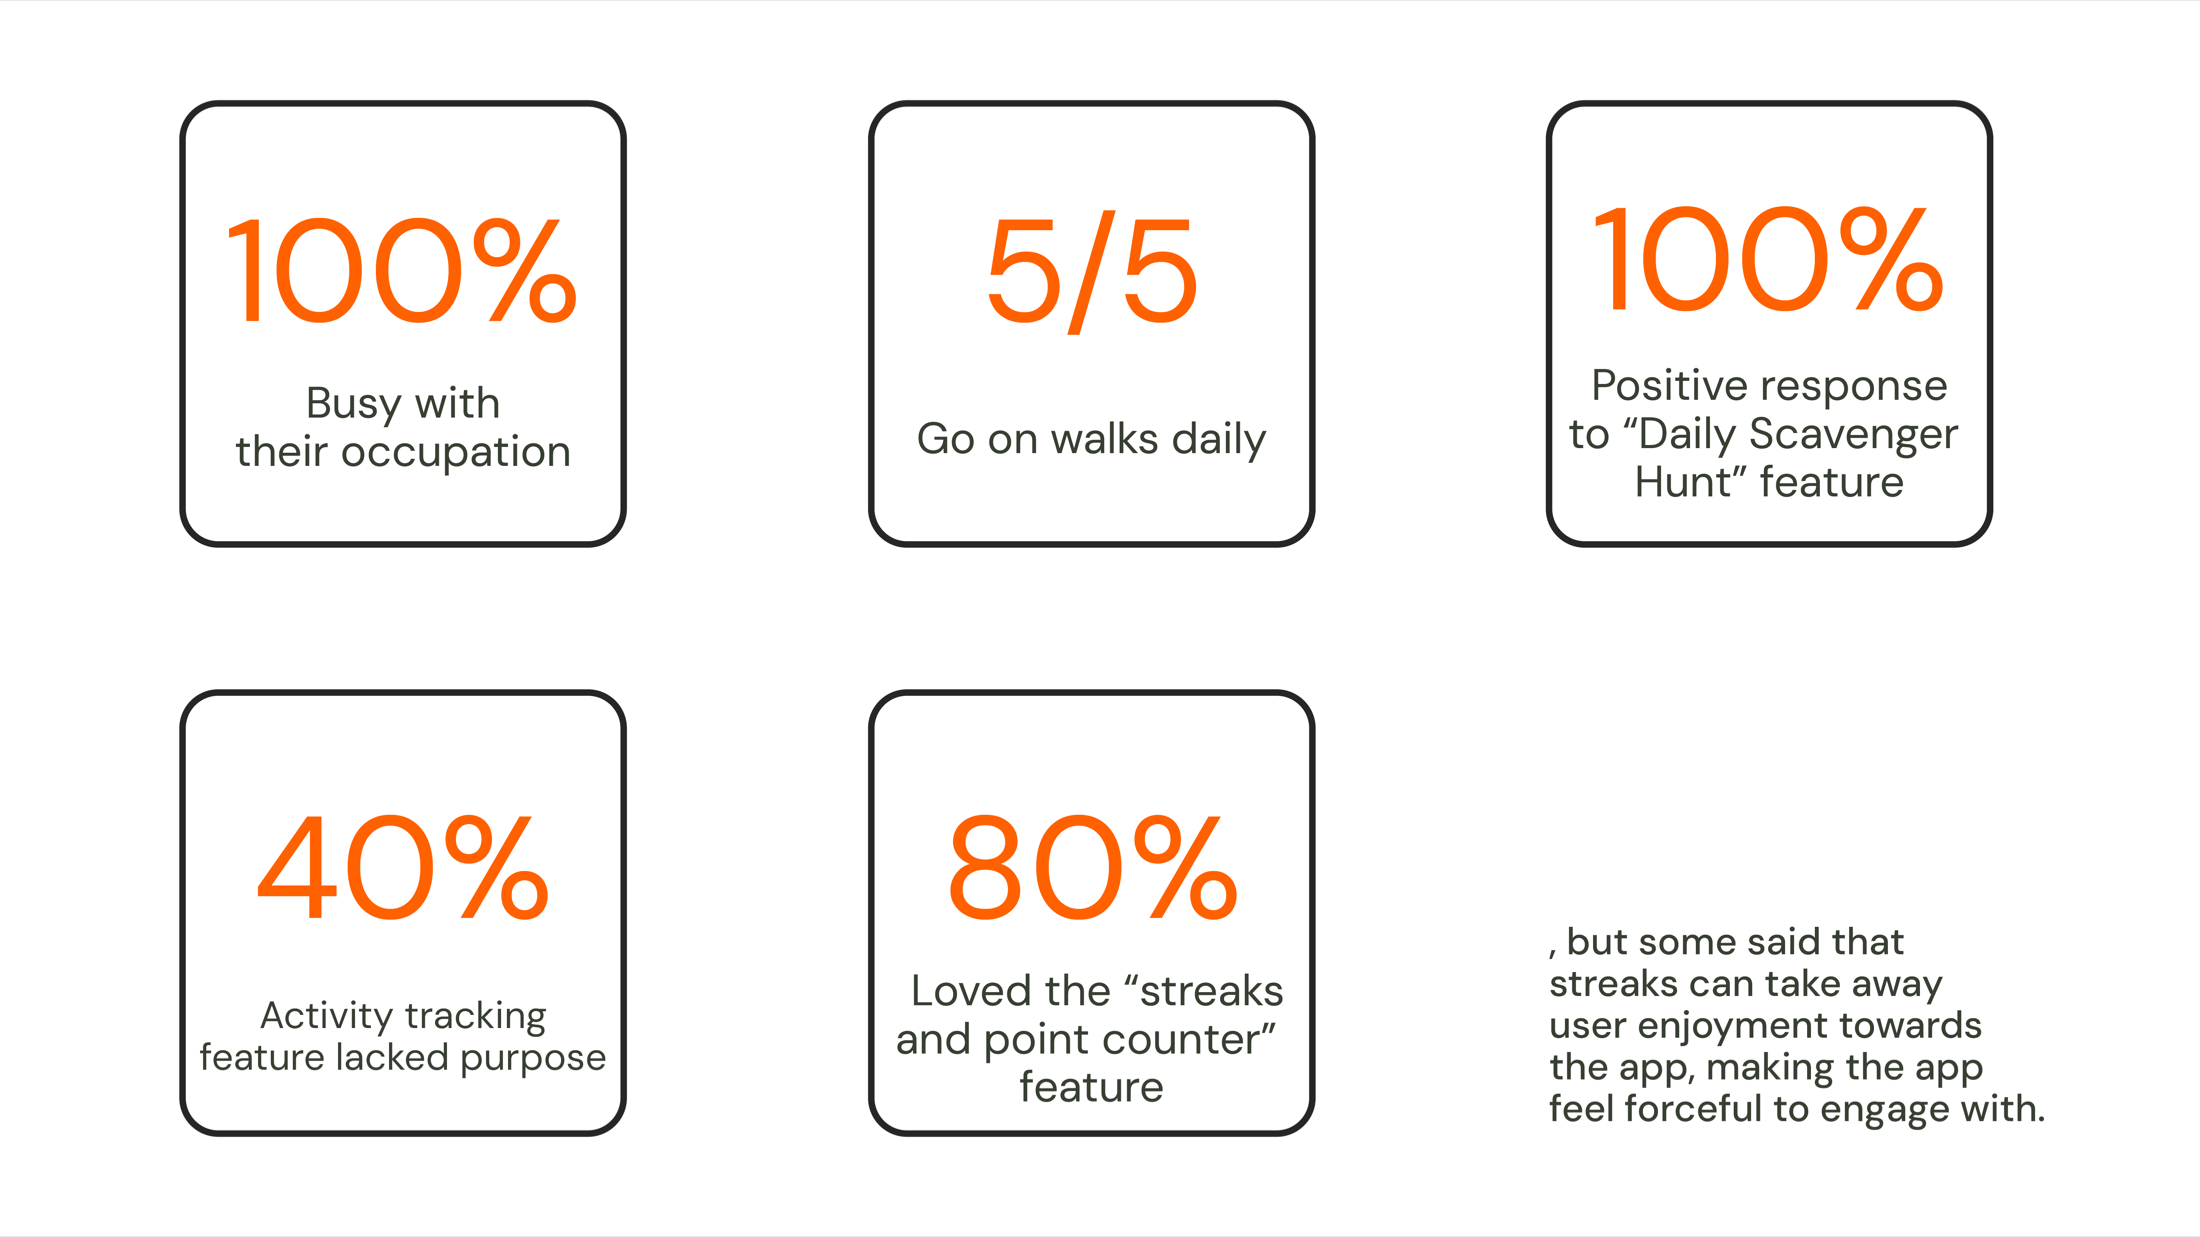 100%
Busy with
their occupation
5/5
Go on walks daily
100%
Positive response
to “Daily Scavenger
Hunt” feature
40%
Activity tracking
feature lacked purpose
80%
Loved the “streaks
and point counter”
feature
, but some said that
streaks can take away
user enjoyment towards
the app, making the app
feel forceful to engage with.